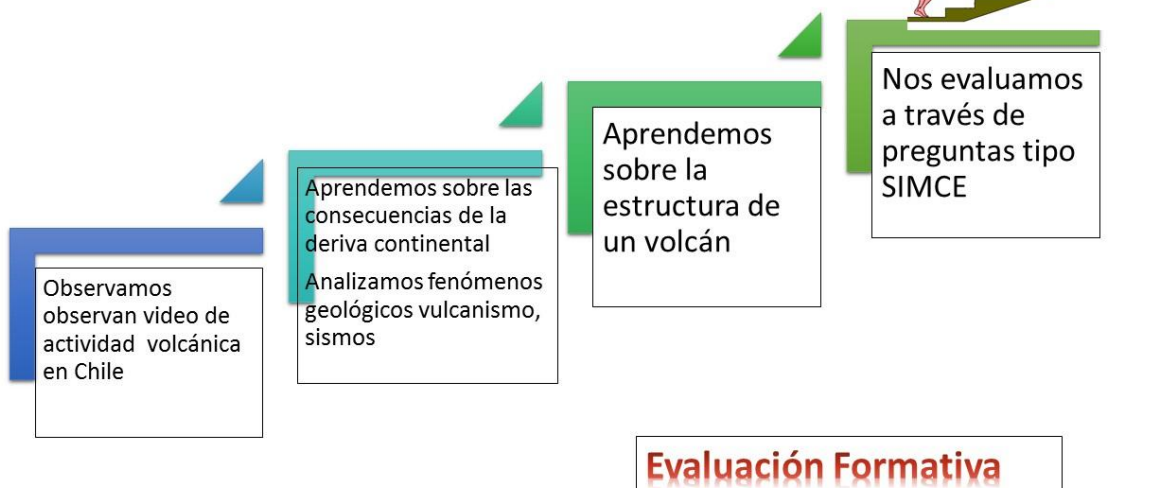 Observamos
observan video de
actividad volcánica
en Chile
Aprendemos sobre las
consecuencias de la
deriva continental
Analizamos fenómenos
geológicos vulcanismo,
sismos
Aprendemos
sobre la
estructura de
un volcán
Nos evaluamos
a través de
preguntas tipo
SIMCE
Evaluación Formativa